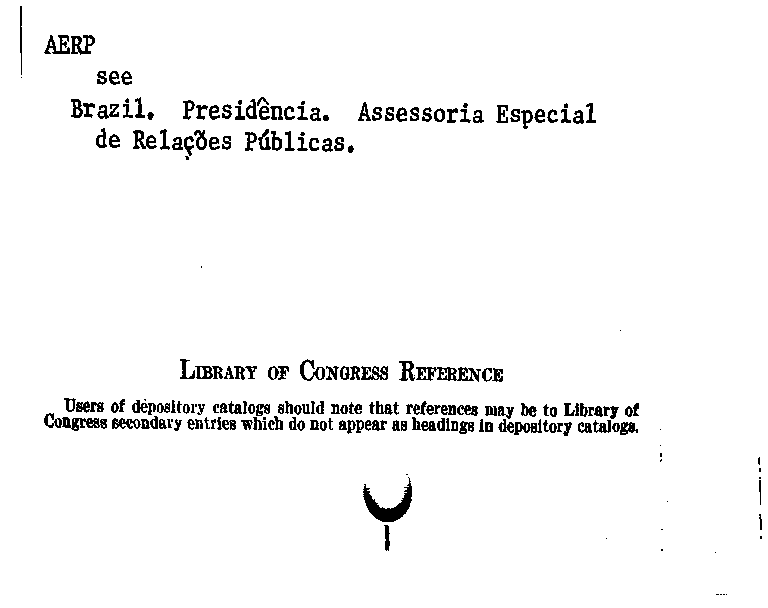 AERP
see
Brazil. Presidência. Assessoria Especial
de Relações Públicas.
LIBRARY OF CONGRESS REFERENCE
Users of depository catalogs should note that references may be to Library of
Congress secondary entries which do not appear as headings in depository catalogs.